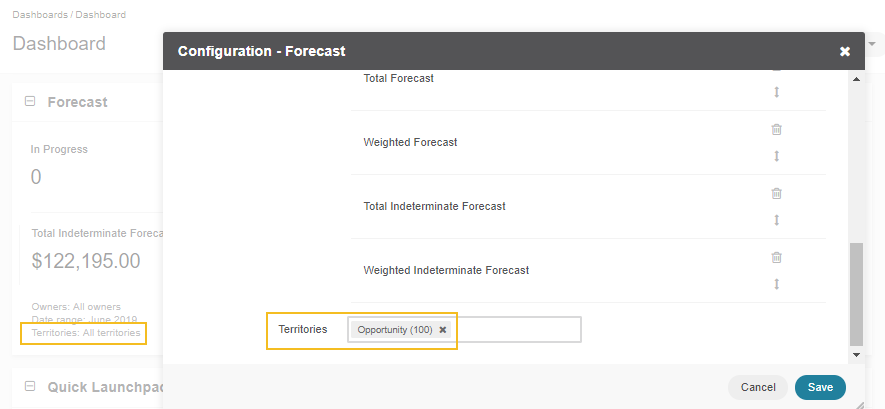 Dashboards / Dashboard
Dashboard
Configuration - Forecast
Forecast
In Progress
0
Total Indeterminate Foreca
$122,195.00
Owners: All owners
Date range: June 2019
Territories: All territories
Quick Launchpad
Total Forecast
Weighted Forecast
Total Indeterminate Forecast
Weighted Indeterminate Forecast
Territories
Opportunity (100)
Cancel
Save